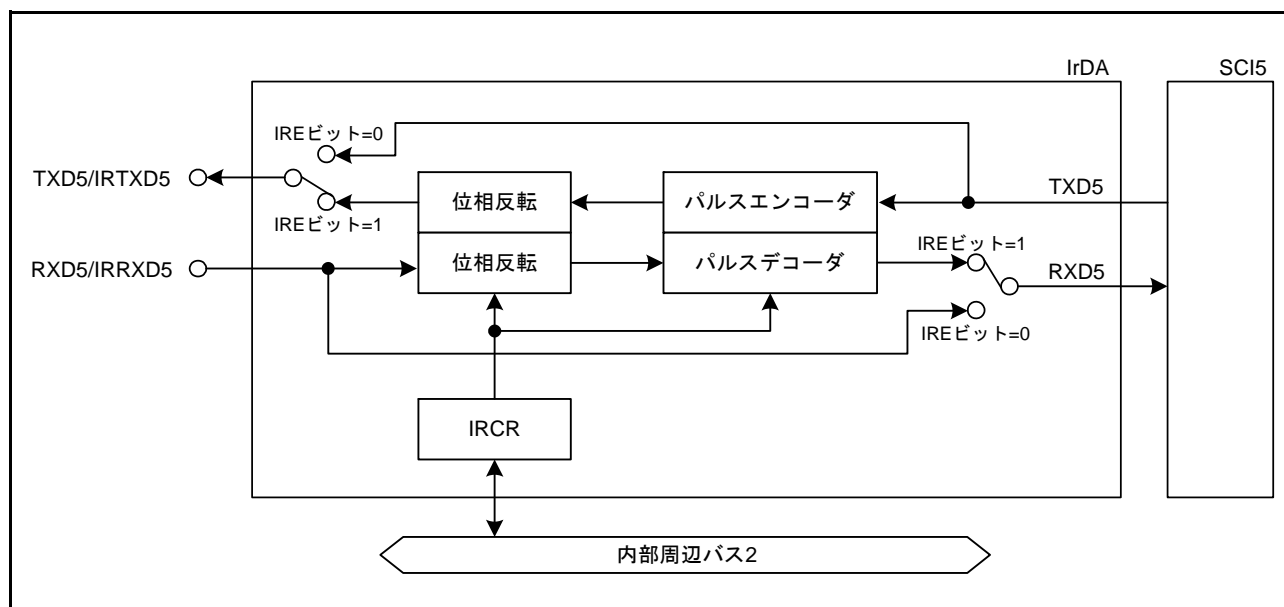 IrDA
SCI5
IREビット=0
TXD5/IRTXD5
位相反転
パルスエンコーダ
TXD5
IREビット=1
RXD5/IRRXD5
位相反転
パルスデコーダ
IREビット=1
RXD5
IREビット=0
IRCR
内部周辺バス2